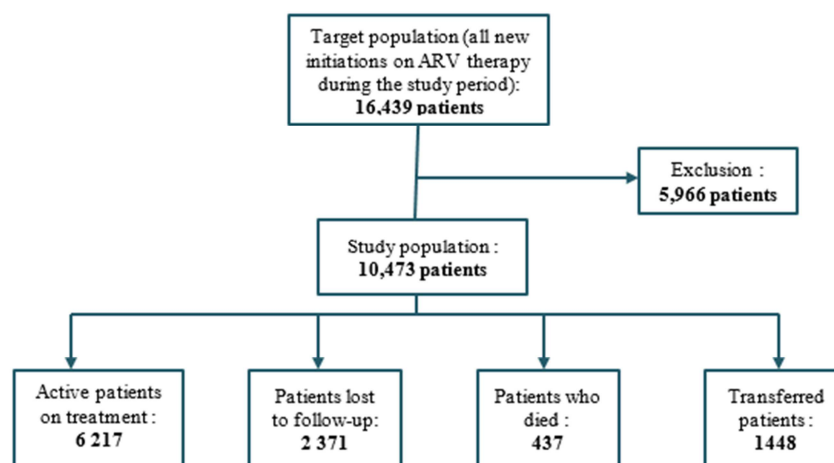 Target population (all new
initiations on ARV therapy
during the study period):
16,439 patients
Exclusion :
5,966 patients
Study population :
10,473 patients
Active patients
on treatment :
6 217
Patients lost
to follow-up:
2 371
Patients who
died :
437
Transferred
patients :
1448